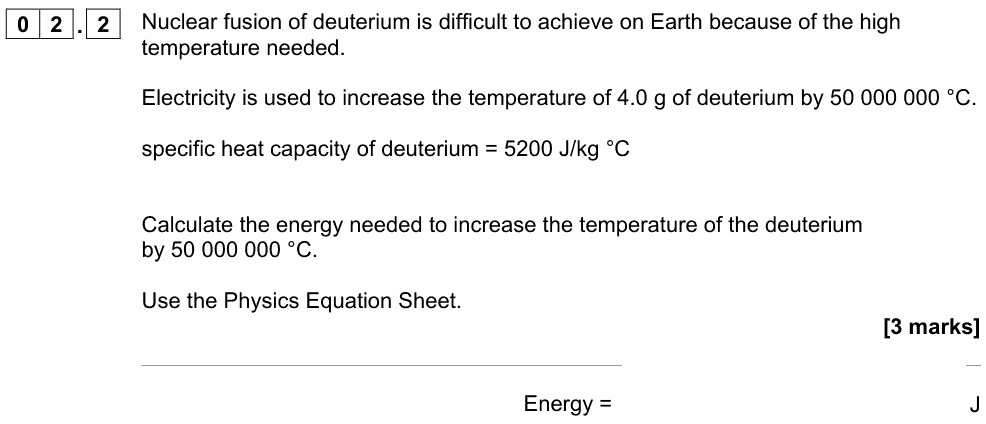 02.2 Nuclear fusion of deuterium is difficult to achieve on Earth because of the high
temperature needed.
Electricity is used to increase the temperature of 4.0 g of deuterium by 50 000 000 °C.
specific heat capacity of deuterium = 5200 J/kg °C
Calculate the energy needed to increase the temperature of the deuterium
by 50 000 000 °C.
Use the Physics Equation Sheet.
[3 marks]
Energy = J